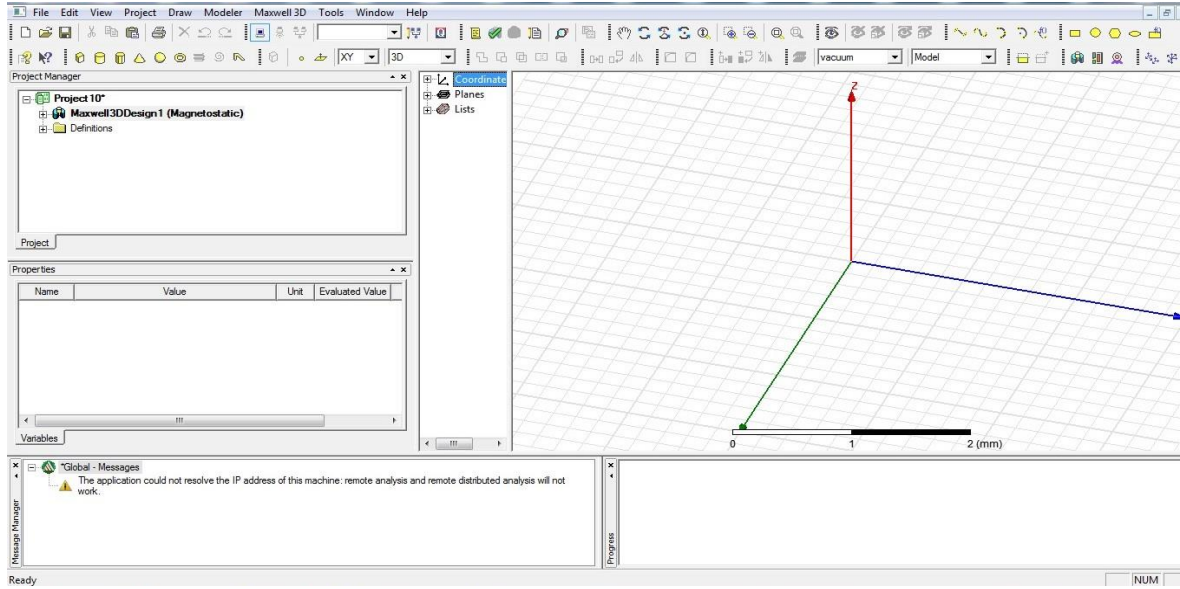 File Edit View Project Draw Modeler Maxwell 3D Tools Window Help
XY 3D vacuum Model
Project Manager
Project10*
Maxwell3DDesign1 (Magnetostatic)
Definitions
Project
Properties
Name Value Unit Evaluated Value
Variables
Coordinate
Planes
Lists
Z
0 1 2 (mm)
Message Manager
*Global - Messages
The application could not resolve the IP address of this machine: remote analysis and remote distributed analysis will not
work.
Progress
Ready NUM